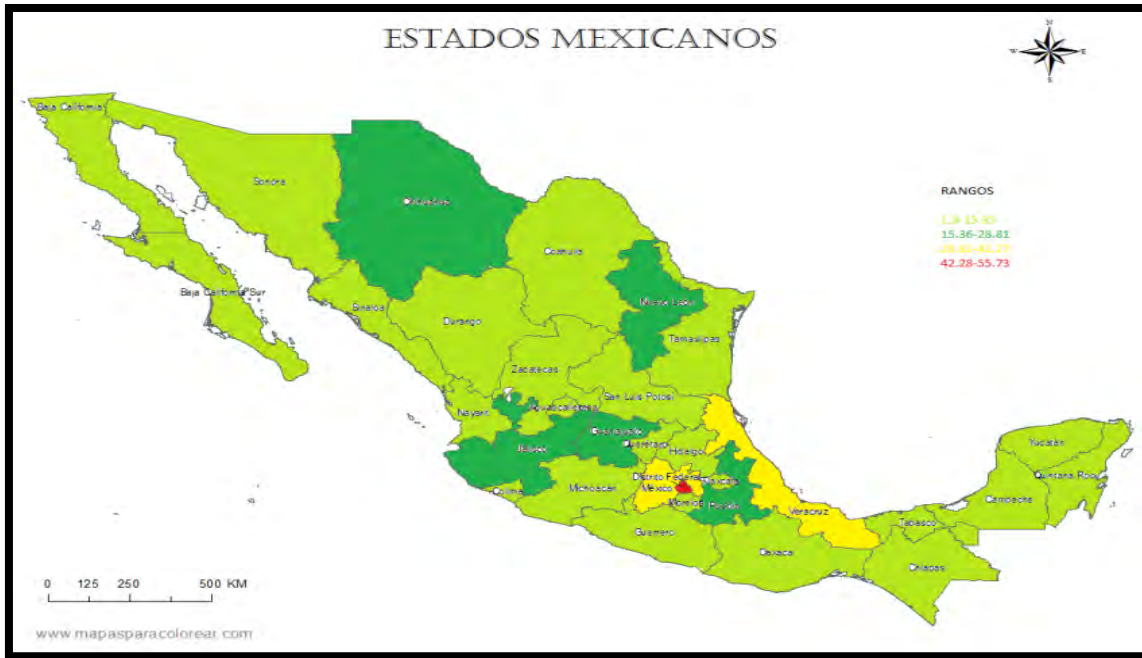 ESTADOS MEXICANOS
N
W
E
S
Baja California
Sonora
Chihuahua
Coahuila
RANGOS
15.36-28.81
42.28-55.73
Baja California Sur
Sinaloa
Durango
Nuevo León
Tamaulipas
Zacatecas
San Luis Potosí
Nayarit
Aguascalientes
Guanajuato
Querétaro
Jalisco
Hidalgo
Yucatán
Quintana Roo
Distrito Federal
Tlaxcala
México
Colima
Michoacán
Morelos
Puebla
Veracruz
Campeche
Tabasco
Guerrero
Oaxaca
Chiapas
0 125 250 500 KM
www.mapasparacolorear.com